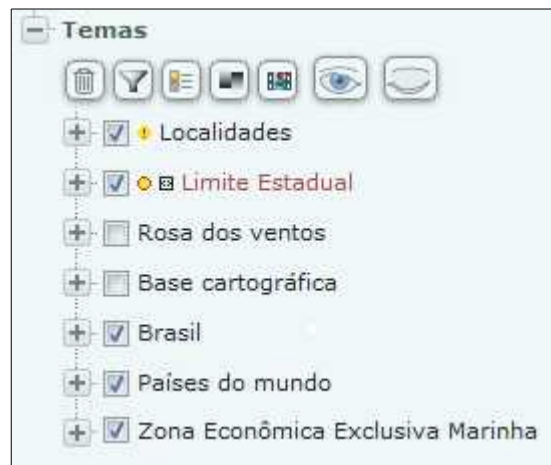 Temas
Localidades
Limite Estadual
Rosa dos ventos
Base cartográfica
Brasil
Países do mundo
Zona Econômica Exclusiva Marinha